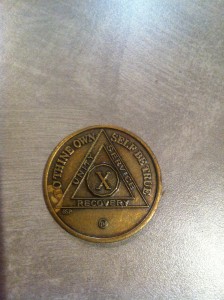 TO THINE OWN SELF BE TRUE
UNITY
SERVICE
X
RECOVERY